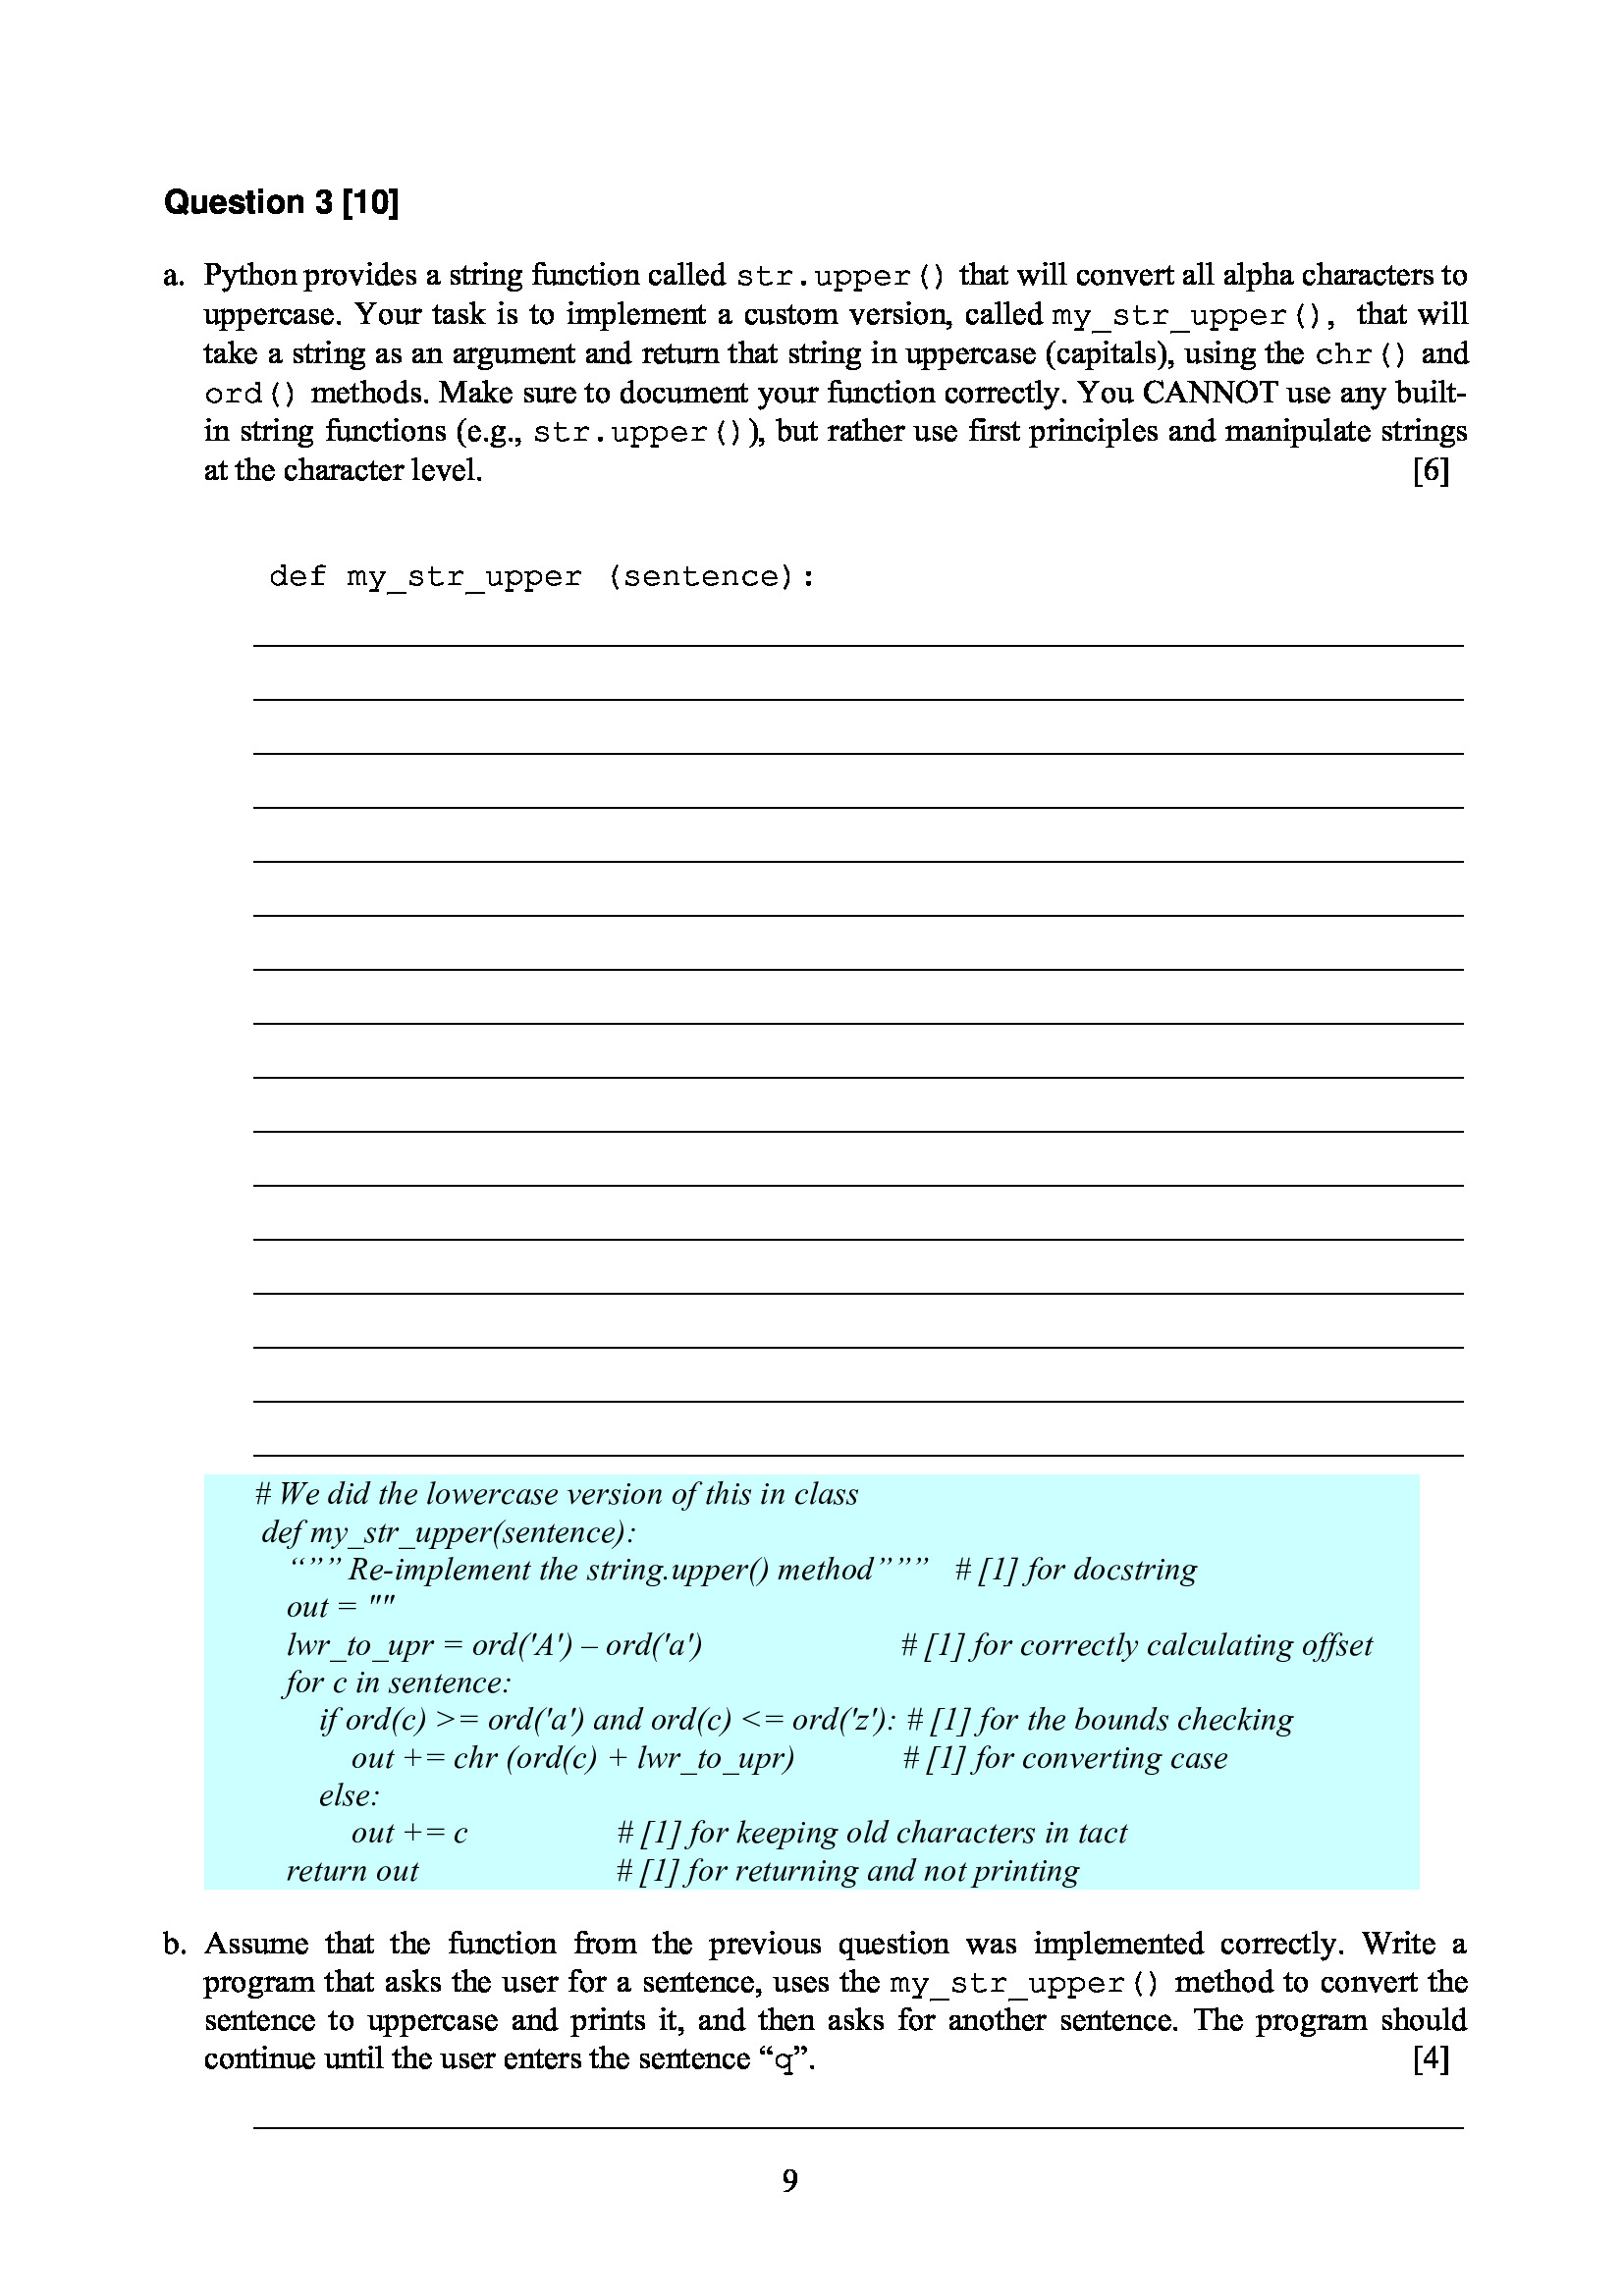 Question 3 [10]
a. Python provides a string function called str.upper() that will convert all alpha characters to
uppercase. Your task is to implement a custom version, called my_str_upper(), that will
take a string as an argument and return that string in uppercase (capitals), using the chr() and
ord() methods. Make sure to document your function correctly. You CANNOT use any built-
in string functions (e.g., str.upper()), but rather use first principles and manipulate strings
at the character level. [6]
def my_str_upper (sentence):
# We did the lowercase version of this in class
def my_str_upper(sentence):
“”” Re-implement the string.upper() method””” # [1] for docstring
out = ""
lwr_to_upr = ord('A') – ord('a') # [1] for correctly calculating offset
for c in sentence:
if ord(c) >= ord('a') and ord(c) <= ord('z'): # [1] for the bounds checking
out += chr (ord(c) + lwr_to_upr) # [1] for converting case
else:
out += c # [1] for keeping old characters in tact
return out # [1] for returning and not printing
b. Assume that the function from the previous question was implemented correctly. Write a
program that asks the user for a sentence, uses the my_str_upper() method to convert the
sentence to uppercase and prints it, and then asks for another sentence. The program should
continue until the user enters the sentence “q”. [4]
9